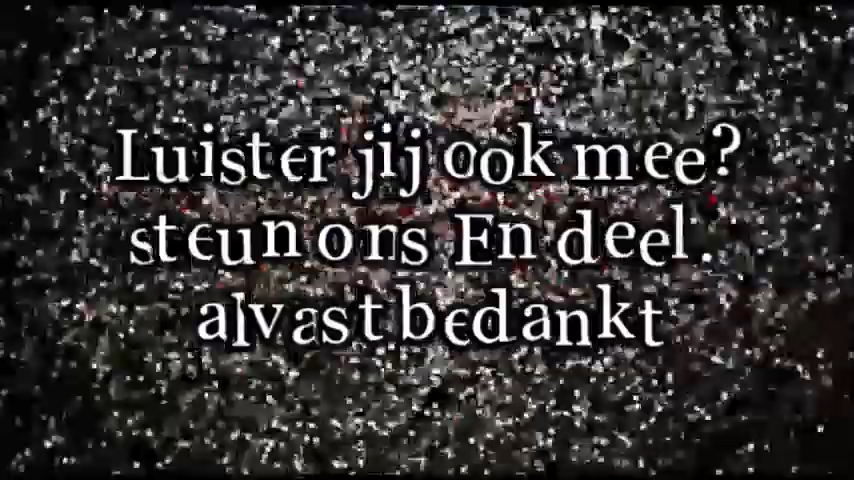 Luister jij ook mee?
steun ons En deel.
alvast bedankt